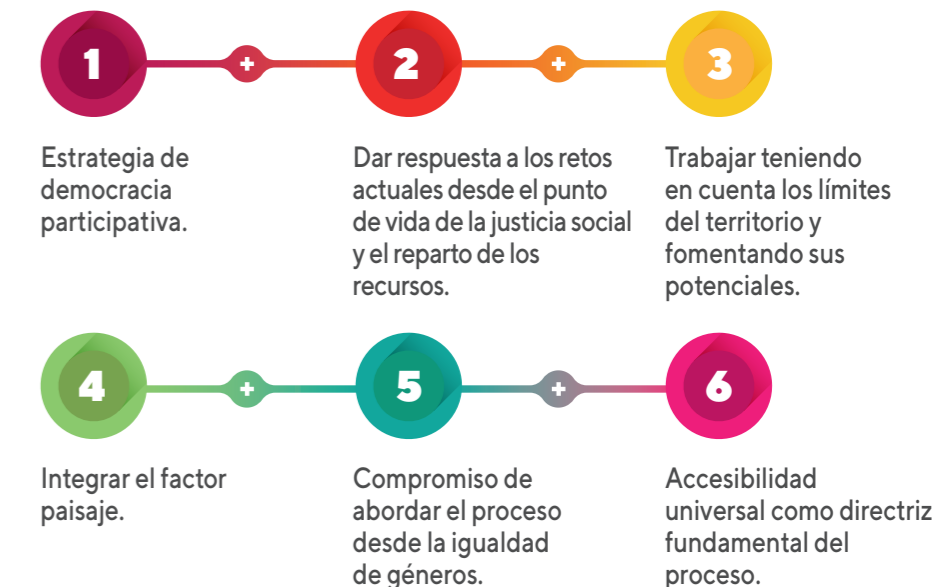 1
+
2
+
3
Estrategia de
democracia
participativa.
Dar respuesta a los retos
actuales desde el punto
de vida de la justicia social
y el reparto de los
recursos.
Trabajar teniendo
en cuenta los límites
del territorio y
fomentando sus
potenciales.
4
+
5
+
6
Integrar el factor
paisaje.
Compromiso de
abordar el proceso
desde la igualdad
de géneros.
Accesibilidad
universal como directriz
fundamental del
proceso.